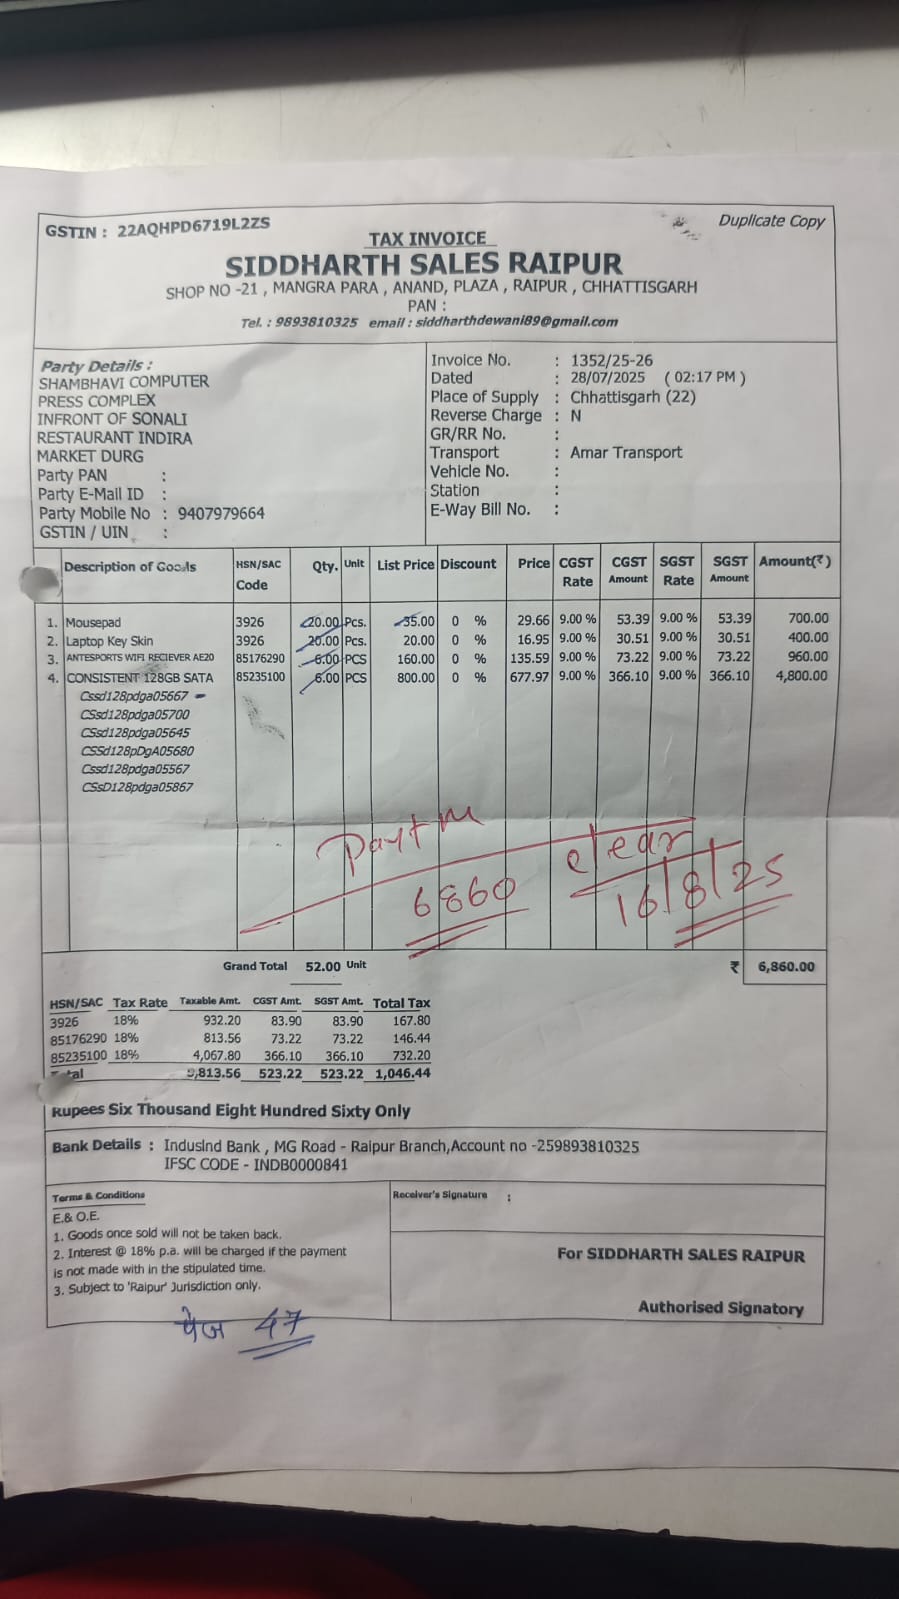 GSTIN : 22AQHPD6719L2ZS
Duplicate Copy
TAX INVOICE
SIDDHARTH SALES RAIPUR
SHOP NO -21 , MANGRA PARA , ANAND, PLAZA , RAIPUR , CHHATTISGARH
PAN :
Tel. : 9893810325 email : siddharthdewani89@gmail.com
Party Details :
SHAMBHAVI COMPUTER
PRESS COMPLEX
INFRONT OF SONALI
RESTAURANT INDIRA
MARKET DURG
Party PAN :
Party E-Mail ID :
Party Mobile No : 9407979664
GSTIN / UIN :
Invoice No. : 1352/25-26
Dated : 28/07/2025 ( 02:17 PM )
Place of Supply : Chhattisgarh (22)
Reverse Charge : N
GR/RR No. :
Transport : Amar Transport
Vehicle No. :
Station :
E-Way Bill No. :
Description of Goods HSN/SAC Code Qty. Unit List Price Discount Price CGST Rate CGST Amount SGST Rate SGST Amount Amount(₹)
1. Mousepad 3926 20.00 Pcs. 35.00 0 % 29.66 9.00 % 53.39 9.00 % 53.39 700.00
2. Laptop Key Skin 3926 20.00 Pcs. 20.00 0 % 16.95 9.00 % 30.51 9.00 % 30.51 400.00
3. ANTESPORTS WIFI RECIEVER AE20 85176290 6.00 PCS 160.00 0 % 135.59 9.00 % 73.22 9.00 % 73.22 960.00
4. CONSISTENT 128GB SATA 85235100 6.00 PCS 800.00 0 % 677.97 9.00 % 366.10 9.00 % 366.10 4,800.00
Cssd128pdga05667
CSsd128pdga05700
CSsd128pdga05645
CSSd128pDgA05680
Cssd128pdga05567
CSsD128pdga05867
Paytm clear
6860 16/8/25
Grand Total 52.00 Unit ₹ 6,860.00
HSN/SAC Tax Rate Taxable Amt. CGST Amt. SGST Amt. Total Tax
3926 18% 932.20 83.90 83.90 167.80
85176290 18% 813.56 73.22 73.22 146.44
85235100 18% 4,067.80 366.10 366.10 732.20
,813.56 523.22 523.22 1,046.44
Rupees Six Thousand Eight Hundred Sixty Only
Bank Details : IndusInd Bank , MG Road - Raipur Branch,Account no -259893810325
IFSC CODE - INDB0000841
Terms & Conditions
E.& O.E.
1. Goods once sold will not be taken back.
2. Interest @ 18% p.a. will be charged if the payment
is not made with in the stipulated time.
3. Subject to 'Raipur' Jurisdiction only.
Receiver's Signature :
For SIDDHARTH SALES RAIPUR
Authorised Signatory
पेज 47